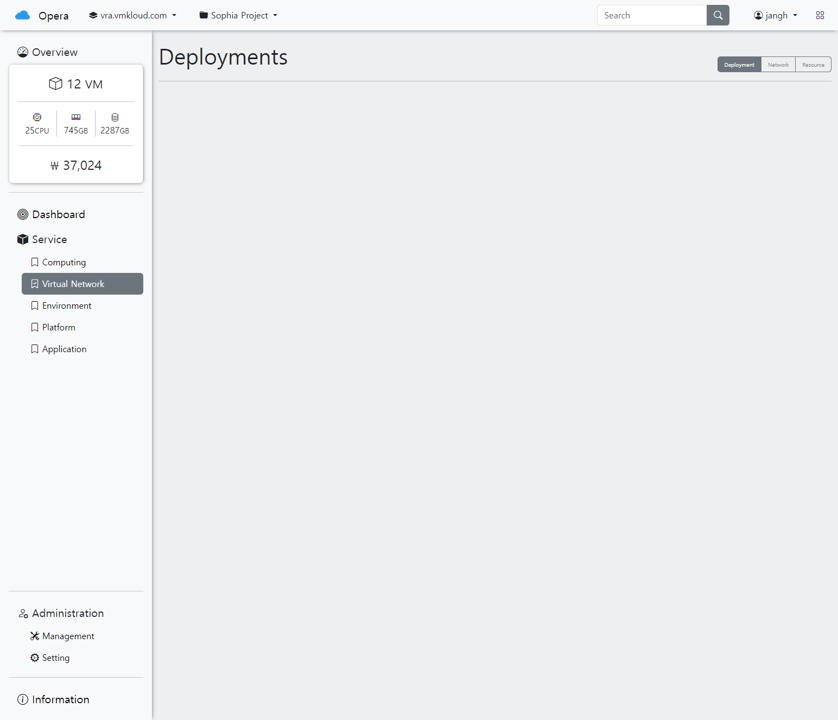 Opera
vra.vmkloud.com
Sophia Project
Search
jangh
Overview
12 VM
25CPU
745GB
2287GB
₩ 37,024
Dashboard
Service
Computing
Virtual Network
Environment
Platform
Application
Administration
Management
Setting
Information
Deployments
Deployment
Network
Resource